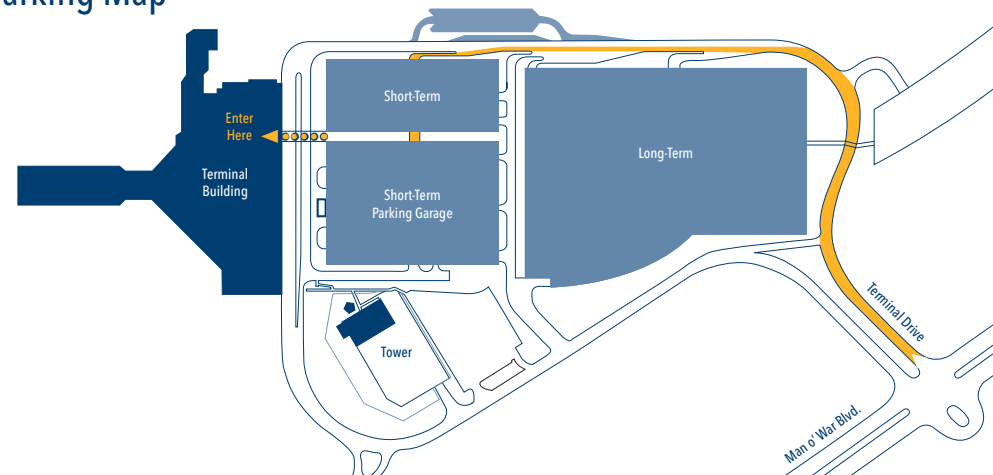 Parking Map
Short-Term
Enter
Here
Long-Term
Terminal
Building
Short-Term
Parking Garage
Terminal Drive
Tower
Man o' War Blvd.